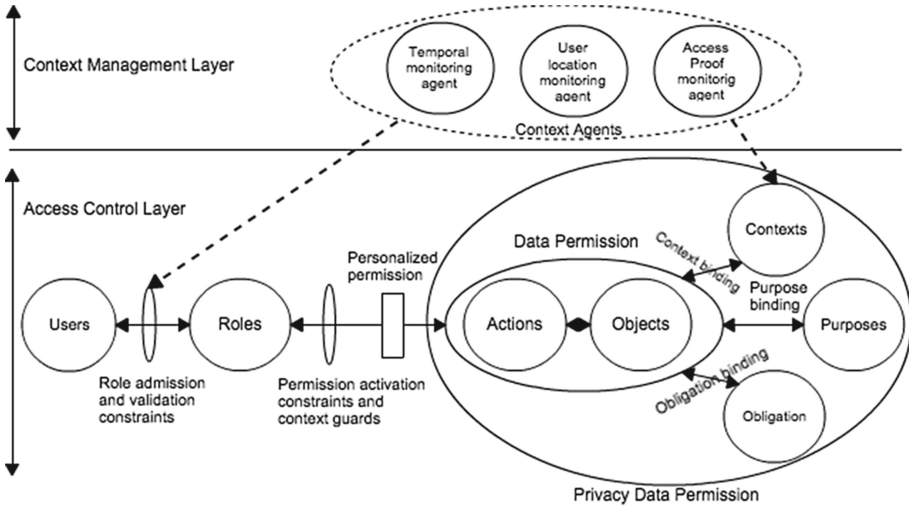 Context Management Layer
Temporal
monitoring
agent
User
location
monitoring
agent
Access
Proof
monitorig
agent
Context Agents
Access Control Layer
Users
Role admission
and validation
constraints
Roles
Permission activation
constraints and
context guards
Personalized
permission
Data Permission
Actions
Objects
Context binding
Contexts
Purpose
binding
Purposes
Obligation binding
Obligation
Privacy Data Permission